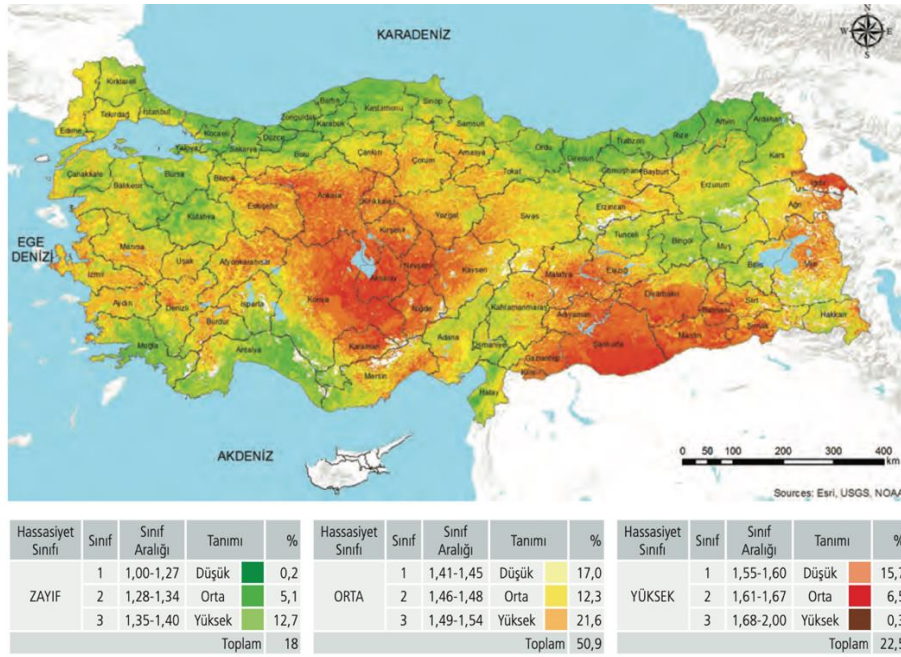 KARADENİZ
N
W
E
S
Kırklareli
Tekirdağ
İstanbul
Edirne
Kocaeli
Yalova
Sakarya
Düzce
Zonguldak
Bartın
Karabük
Kastamonu
Sinop
Samsun
Bolu
Çankırı
Çorum
Amasya
Tokat
Ordu
Giresun
Trabzon
Rize
Artvin
Ardahan
Gümüşhane
Bayburt
Kars
Iğdır
Erzurum
Ağrı
Çanakkale
Balıkesir
Bursa
Bilecik
Kütahya
Eskişehir
Ankara
Kırıkkale
Yozgat
Sivas
Erzincan
Tunceli
Bingöl
Muş
Bitlis
Van
EGE
DENİZİ
Manisa
İzmir
Uşak
Afyonkarahisar
Kırşehir
Nevşehir
Aksaray
Kayseri
Malatya
Elazığ
Diyarbakır
Siirt
Batman
Şırnak
Hakkari
Aydın
Denizli
Isparta
Burdur
Konya
Niğde
Kahramanmaraş
Adıyaman
Mardin
Şanlıurfa
Gaziantep
Kilis
Muğla
Antalya
Karaman
Mersin
Adana
Osmaniye
Hatay
AKDENİZ
0 50 100 200 300 400
km
Sources: Esri, USGS, NOAA
Hassasiyet Sınıfı Sınıf Sınıf Aralığı Tanımı %
ZAYIF
1 1,00-1,27 Düşük 0,2
2 1,28-1,34 Orta 5,1
3 1,35-1,40 Yüksek 12,7
Toplam 18
Hassasiyet Sınıfı Sınıf Sınıf Aralığı Tanımı %
ORTA
1 1,41-1,45 Düşük 17,0
2 1,46-1,48 Orta 12,3
3 1,49-1,54 Yüksek 21,6
Toplam 50,9
Hassasiyet Sınıfı Sınıf Sınıf Aralığı Tanımı %
YÜKSEK
1 1,55-1,60 Düşük 15,7
2 1,61-1,67 Orta 6,5
3 1,68-2,00 Yüksek 0,3
Toplam 22,5